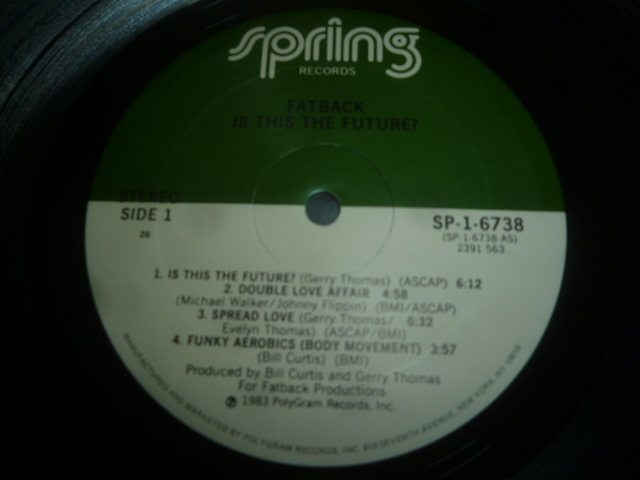 spring
RECORDS
FATBACK
IS THIS THE FUTURE?
STEREO
SIDE 1
26
SP-1-6738
(SP-1-6738-AS)
2391 563
1. IS THIS THE FUTURE? (Gerry Thomas) (ASCAP) 6:12
2. DOUBLE LOVE AFFAIR 4:58
(Michael Walker/Johnny Flippin) (BMI/ASCAP)
3. SPREAD LOVE (Gerry Thomas/ 6:32
Evelyn Thomas) (ASCAP/BMI)
4. FUNKY AEROBICS (BODY MOVEMENT) 3:57
(Bill Curtis) (BMI)
Produced by Bill Curtis and Gerry Thomas
For Fatback Productions
℗ 1983 PolyGram Records, Inc.
MANUFACTURED AND MARKETED BY POLYGRAM RECORDS, INC. 810 SEVENTH AVENUE, NEW YORK, NY 10019